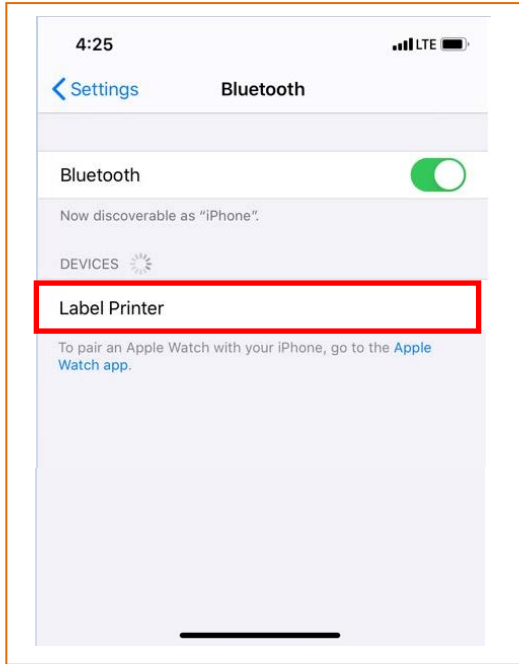 4:25 LTE
Settings Bluetooth
Bluetooth
Now discoverable as “iPhone”.
DEVICES
Label Printer
To pair an Apple Watch with your iPhone, go to the Apple
Watch app.